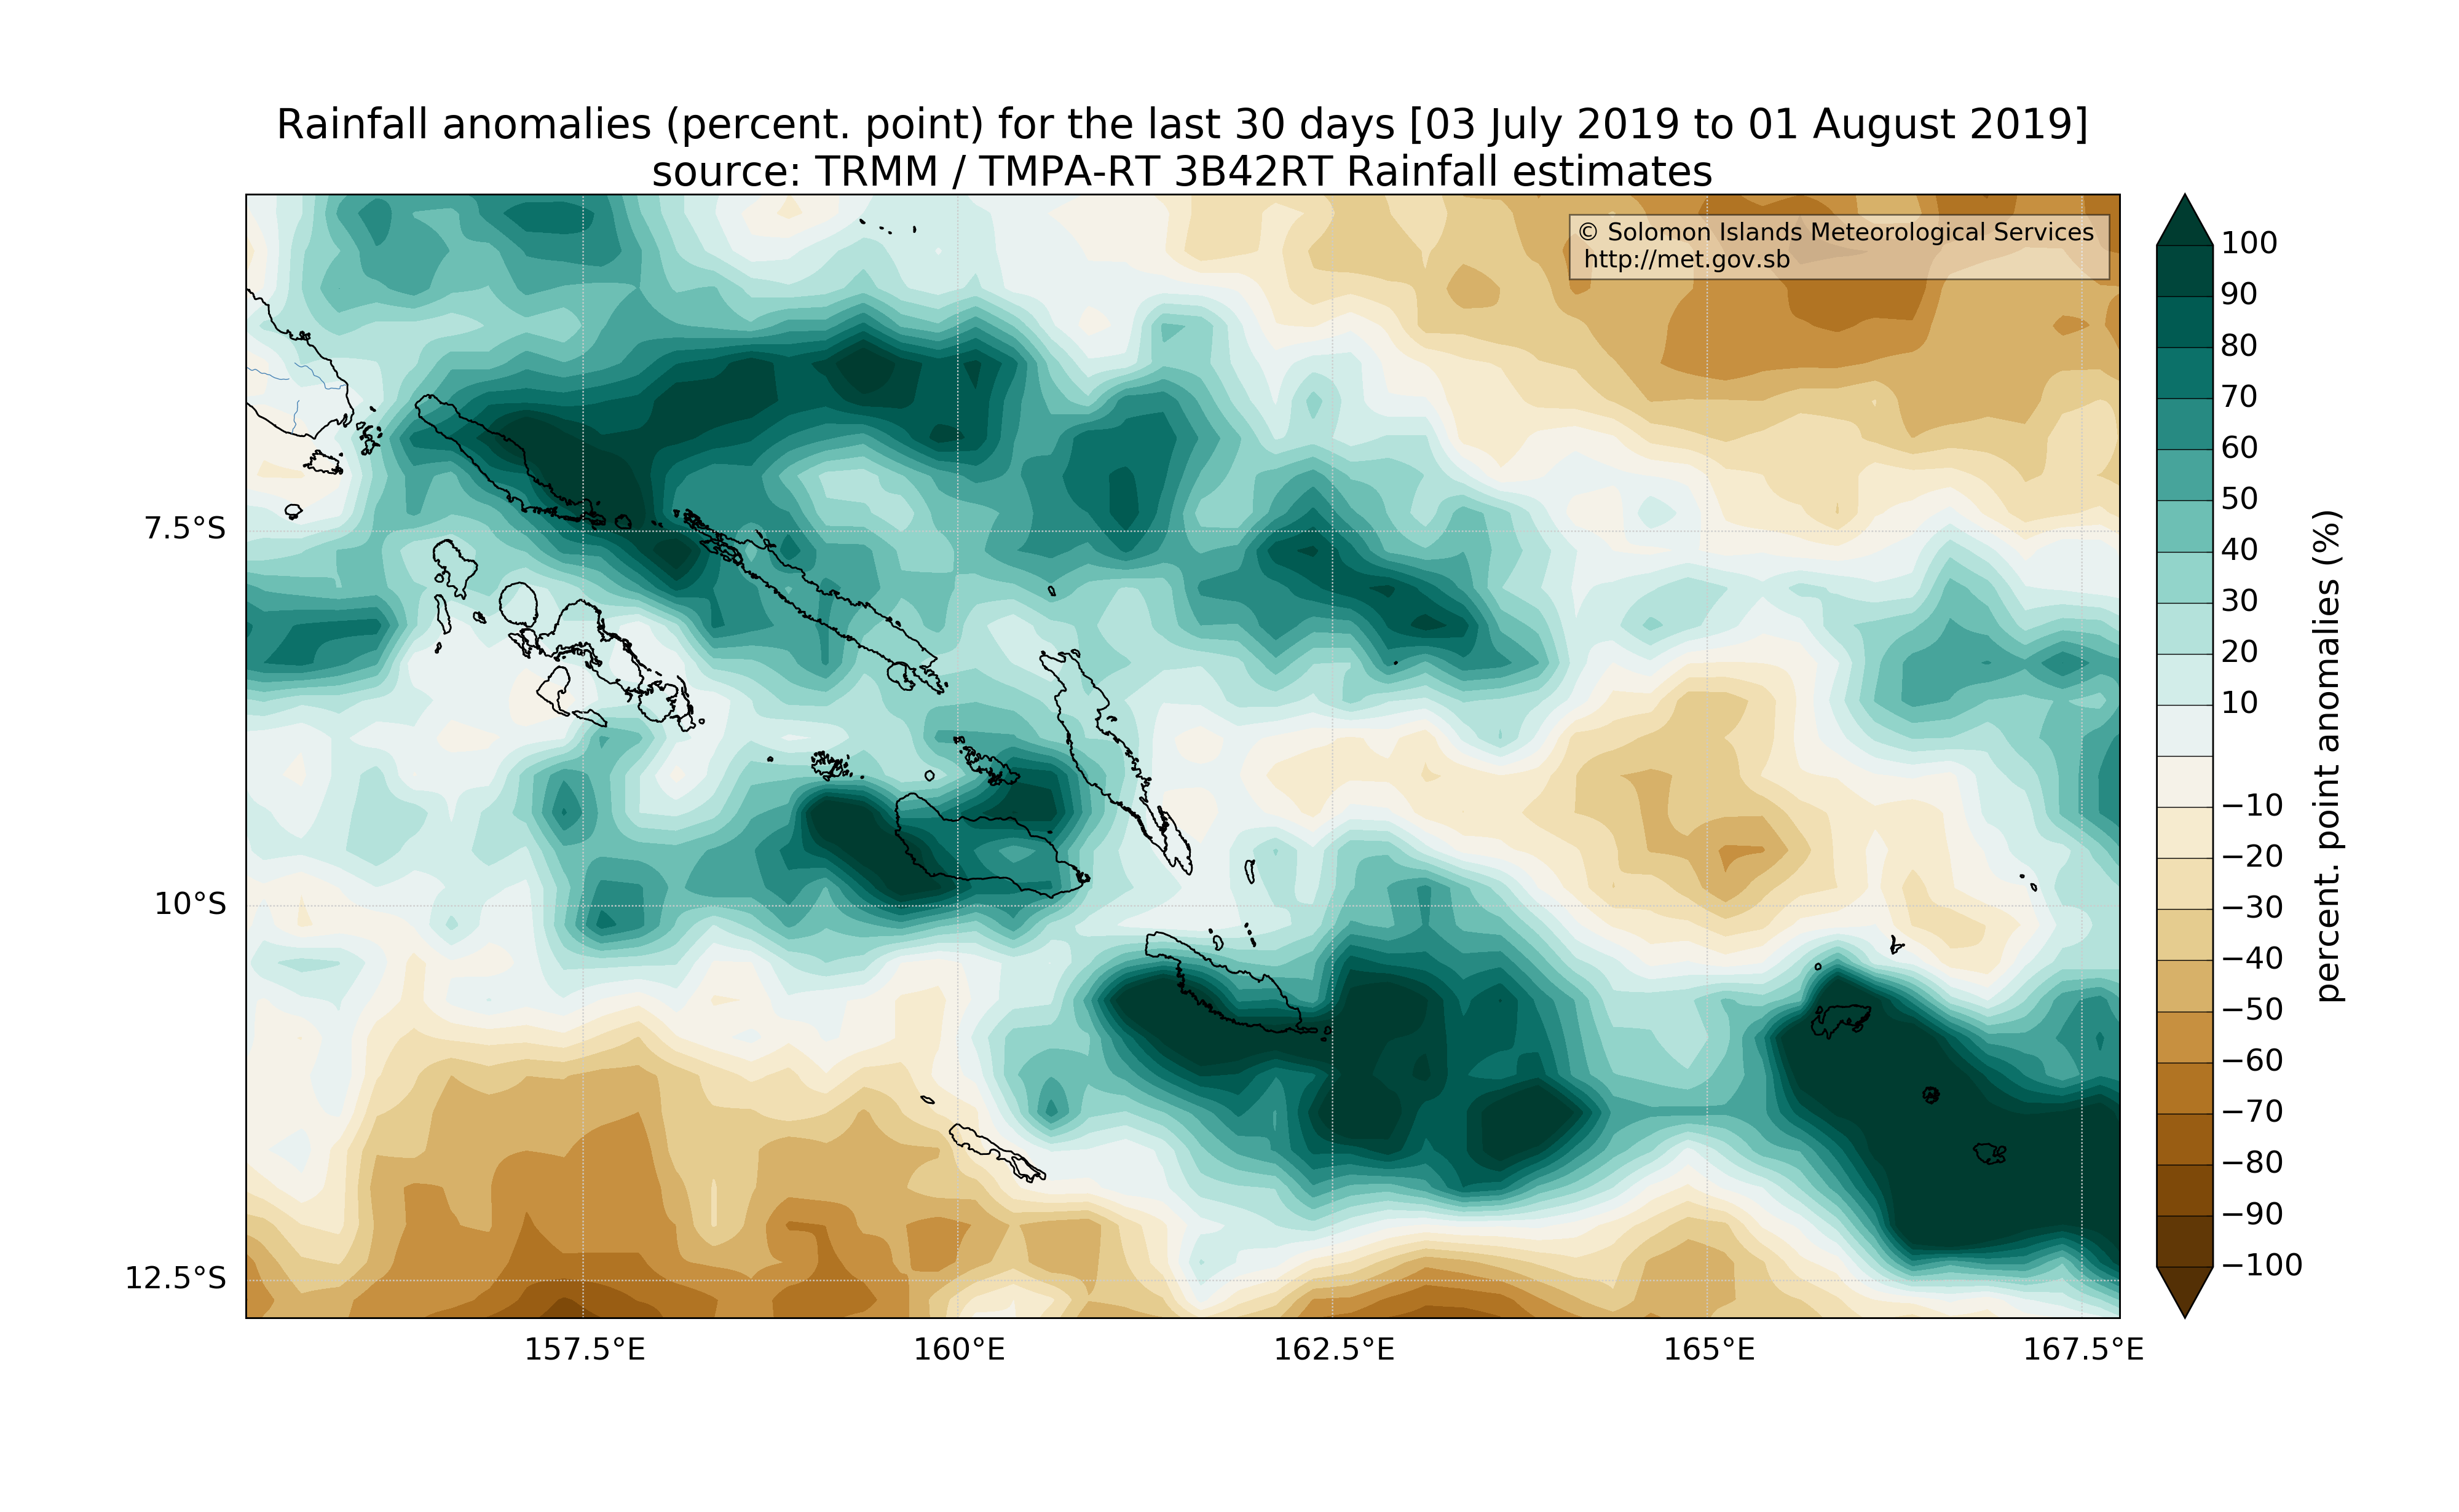 Rainfall anomalies (percent. point) for the last 30 days [03 July 2019 to 01 August 2019]
source: TRMM / TMPA-RT 3B42RT Rainfall estimates
© Solomon Islands Meteorological Services
http://met.gov.sb
7.5°S
10°S
12.5°S
157.5°E
160°E
162.5°E
165°E
167.5°E
100
90
80
70
60
50
40
30
20
10
−10
−20
−30
−40
−50
−60
−70
−80
−90
−100
percent. point anomalies (%)